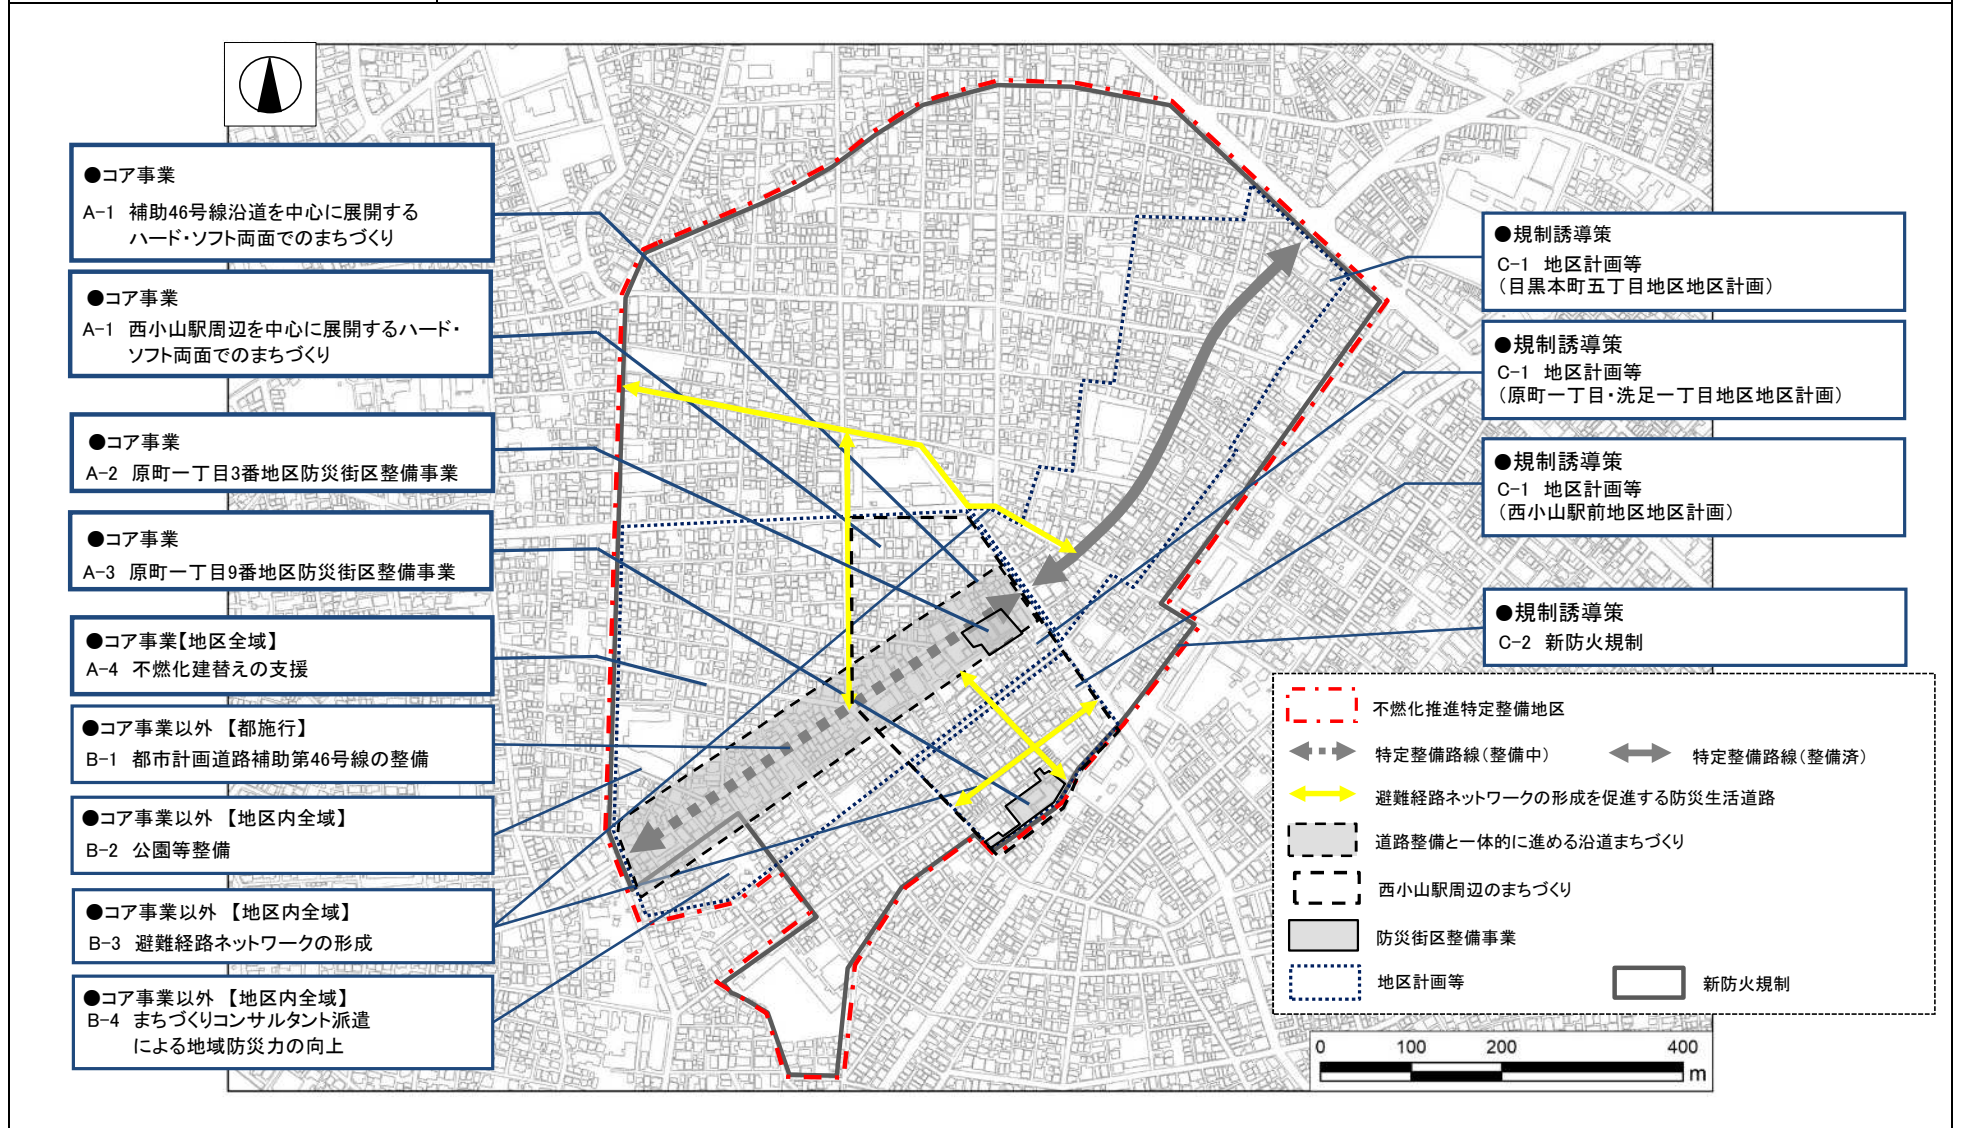 ●コア事業
A-1 補助46号線沿道を中心に展開する
ハード・ソフト両面でのまちづくり
●コア事業
A-1 西小山駅周辺を中心に展開するハード・
ソフト両面でのまちづくり
●コア事業
A-2 原町一丁目3番地区防災街区整備事業
●コア事業
A-3 原町一丁目9番地区防災街区整備事業
●コア事業【地区全域】
A-4 不燃化建替えの支援
●コア事業以外 【都施行】
B-1 都市計画道路補助第46号線の整備
●コア事業以外 【地区内全域】
B-2 公園等整備
●コア事業以外 【地区内全域】
B-3 避難経路ネットワークの形成
●コア事業以外 【地区内全域】
B-4 まちづくりコンサルタント派遣
による地域防災力の向上
●規制誘導策
C-1 地区計画等
（目黒本町五丁目地区地区計画）
●規制誘導策
C-1 地区計画等
（原町一丁目・洗足一丁目地区地区計画）
●規制誘導策
C-1 地区計画等
（西小山駅前地区地区計画）
●規制誘導策
C-2 新防火規制
不燃化推進特定整備地区
特定整備路線（整備中）
特定整備路線（整備済）
避難経路ネットワークの形成を促進する防災生活道路
道路整備と一体的に進める沿道まちづくり
西小山駅周辺のまちづくり
防災街区整備事業
地区計画等
新防火規制
0 100 200 400
m